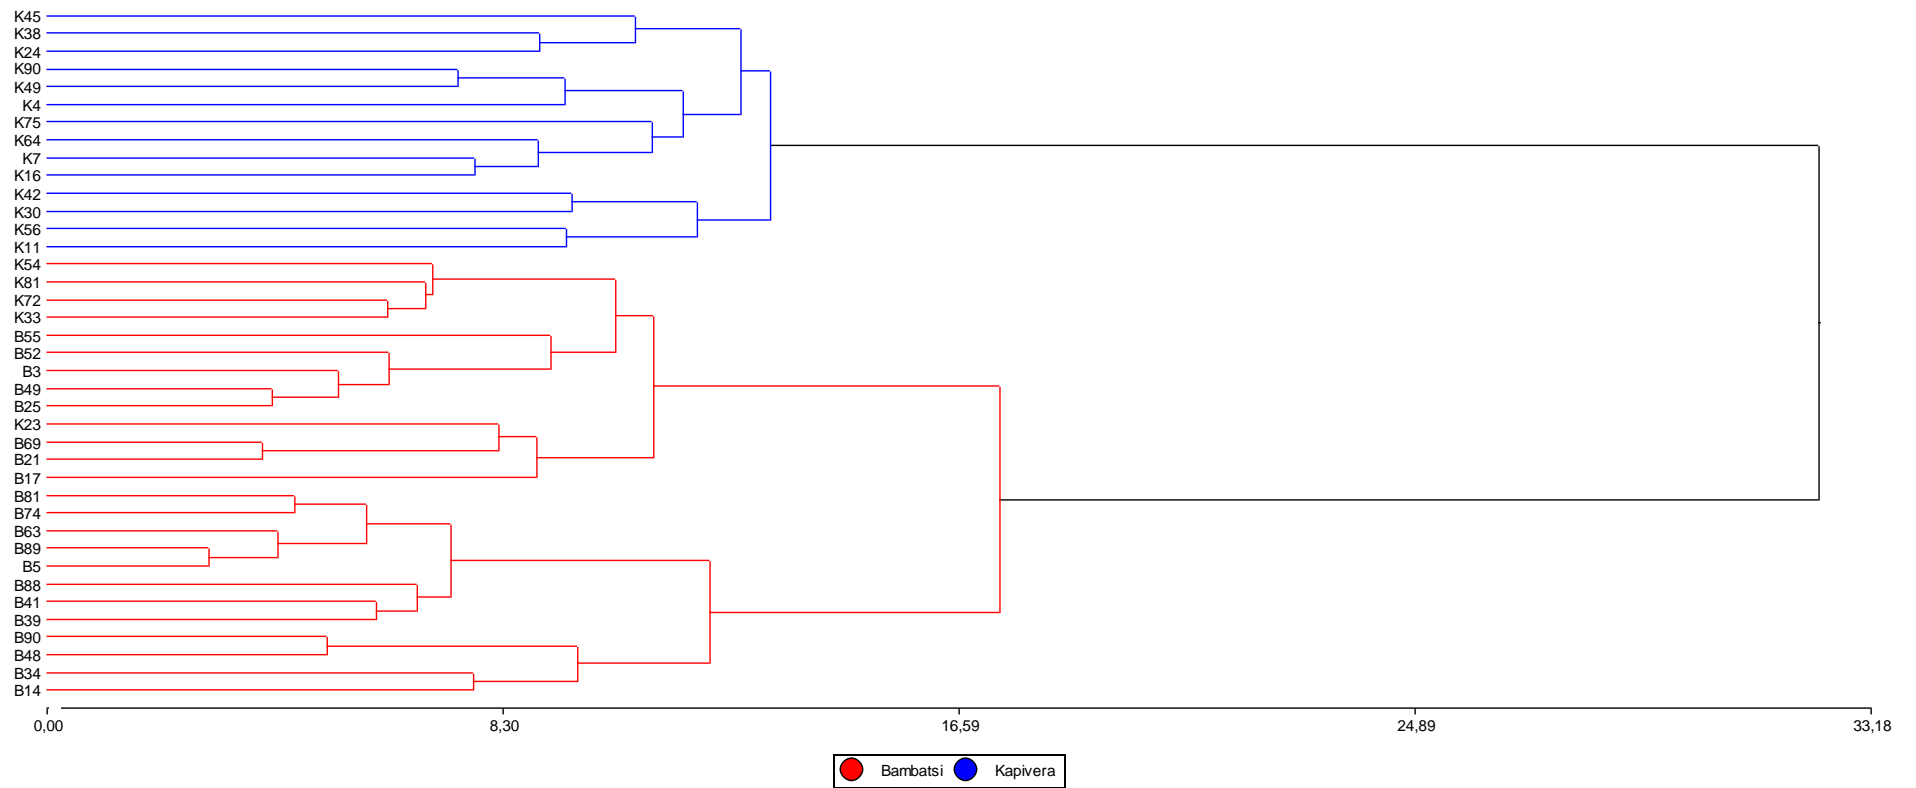 K45
K38
K24
K90
K49
K4
K75
K64
K7
K16
K42
K30
K56
K11
K54
K81
K72
K33
B55
B52
B3
B49
B25
K23
B69
B21
B17
B81
B74
B63
B89
B5
B88
B41
B39
B90
B48
B34
B14
0,00 8,30 16,59 24,89 33,18
Bambatsi Kapivera